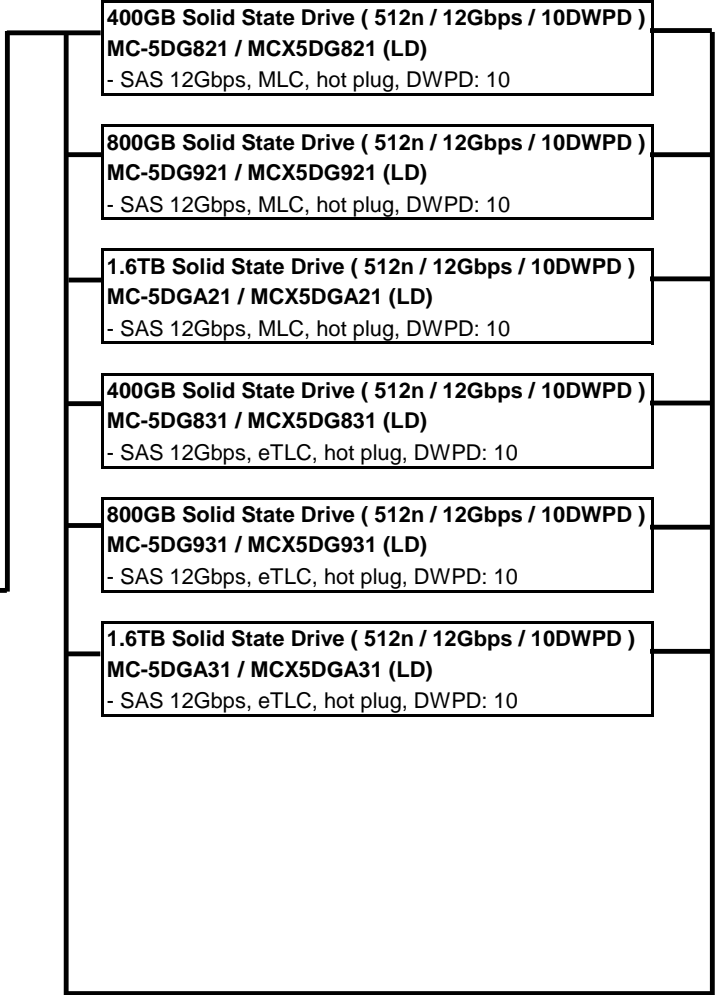 400GB Solid State Drive ( 512n / 12Gbps / 10DWPD )
MC-5DG821 / MCX5DG821 (LD)
- SAS 12Gbps, MLC, hot plug, DWPD: 10
800GB Solid State Drive ( 512n / 12Gbps / 10DWPD )
MC-5DG921 / MCX5DG921 (LD)
- SAS 12Gbps, MLC, hot plug, DWPD: 10
1.6TB Solid State Drive ( 512n / 12Gbps / 10DWPD )
MC-5DGA21 / MCX5DGA21 (LD)
- SAS 12Gbps, MLC, hot plug, DWPD: 10
400GB Solid State Drive ( 512n / 12Gbps / 10DWPD )
MC-5DG831 / MCX5DG831 (LD)
- SAS 12Gbps, eTLC, hot plug, DWPD: 10
800GB Solid State Drive ( 512n / 12Gbps / 10DWPD )
MC-5DG931 / MCX5DG931 (LD)
- SAS 12Gbps, eTLC, hot plug, DWPD: 10
1.6TB Solid State Drive ( 512n / 12Gbps / 10DWPD )
MC-5DGA31 / MCX5DGA31 (LD)
- SAS 12Gbps, eTLC, hot plug, DWPD: 10